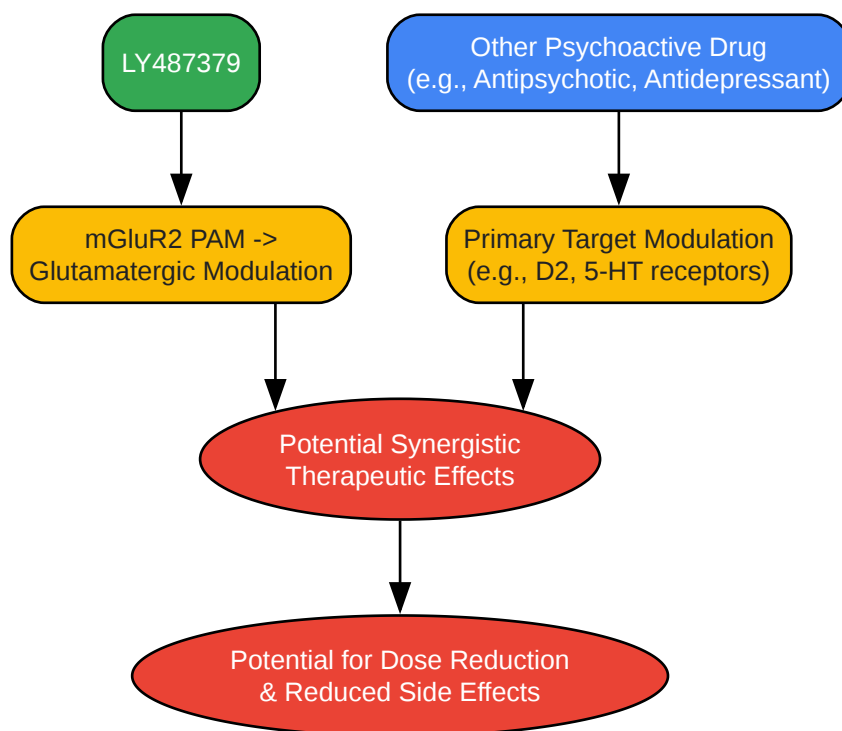 LY487379
Other Psychoactive Drug
(e.g., Antipsychotic, Antidepressant)
mGluR2 PAM ->
Glutamatergic Modulation
Primary Target Modulation
(e.g., D2, 5-HT receptors)
Potential Synergistic
Therapeutic Effects
Potential for Dose Reduction
& Reduced Side Effects